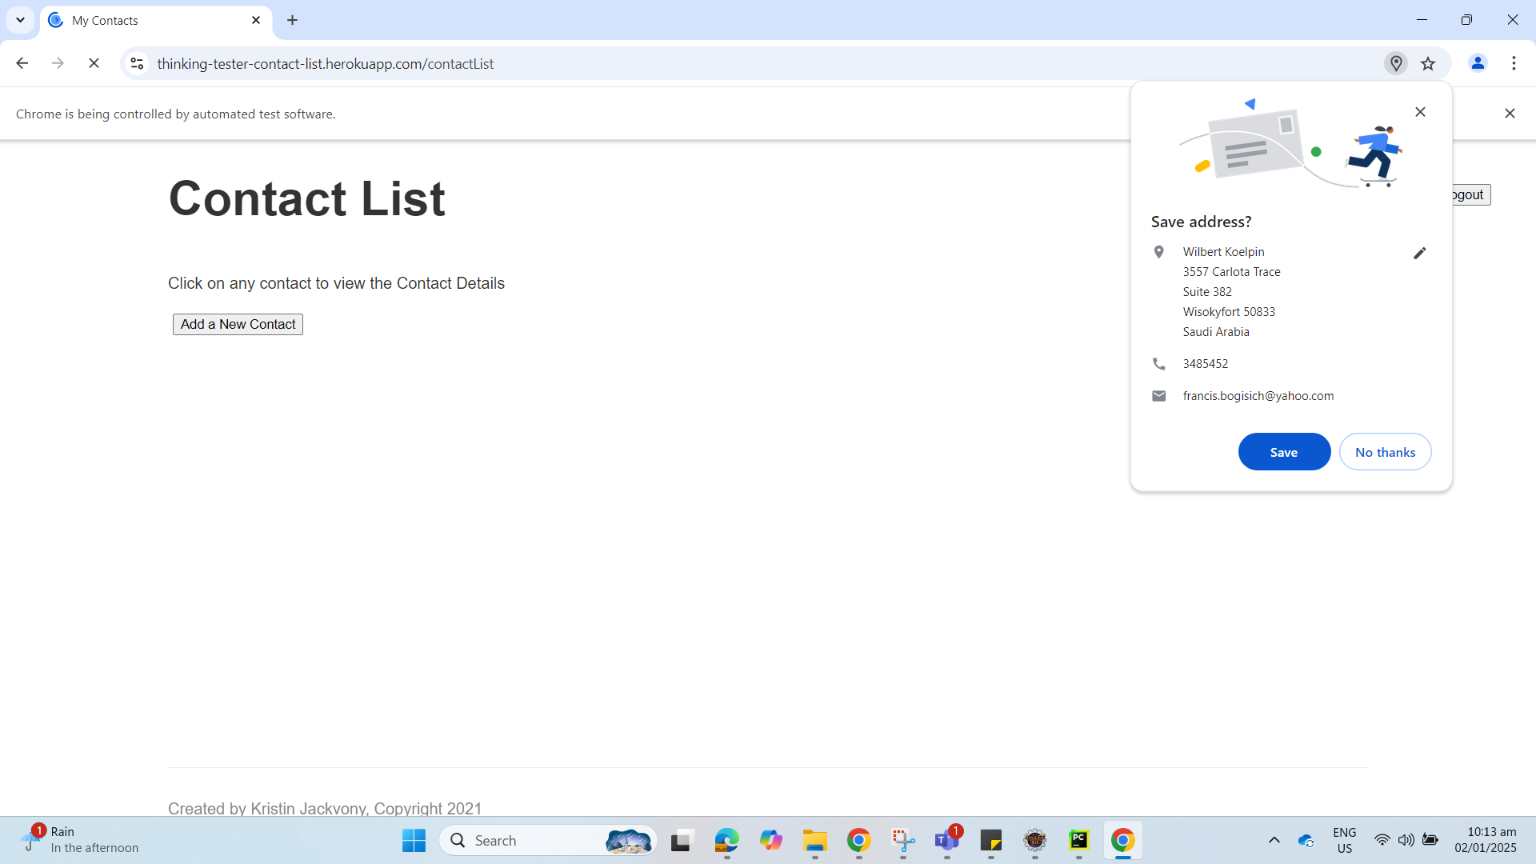 My Contacts
thinking-tester-contact-list.herokuapp.com/contactList
Chrome is being controlled by automated test software.
Contact List
ogout
Click on any contact to view the Contact Details
Add a New Contact
Save address?
Wilbert Koelpin
3557 Carlota Trace
Suite 382
Wisokyfort 50833
Saudi Arabia
3485452
francis.bogisich@yahoo.com
Save
No thanks
Created by Kristin Jackvony, Copyright 2021
1
Rain
In the afternoon
Search
1
PC
ENG
US
10:13 am
02/01/2025